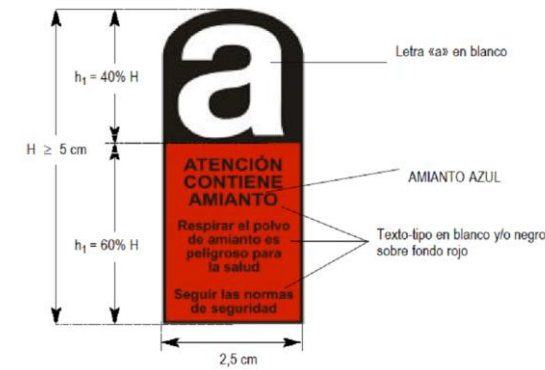 a
Letra «a» en blanco
h₁ = 40% H
H ≥ 5 cm
ATENCIÓN
CONTIENE
AMIANTO
AMIANTO AZUL
Respirar el polvo
de amianto es
peligroso para
la salud
Texto-tipo en blanco y/o negro
sobre fondo rojo
h₁ = 60% H
Seguir las normas
de seguridad
2,5 cm